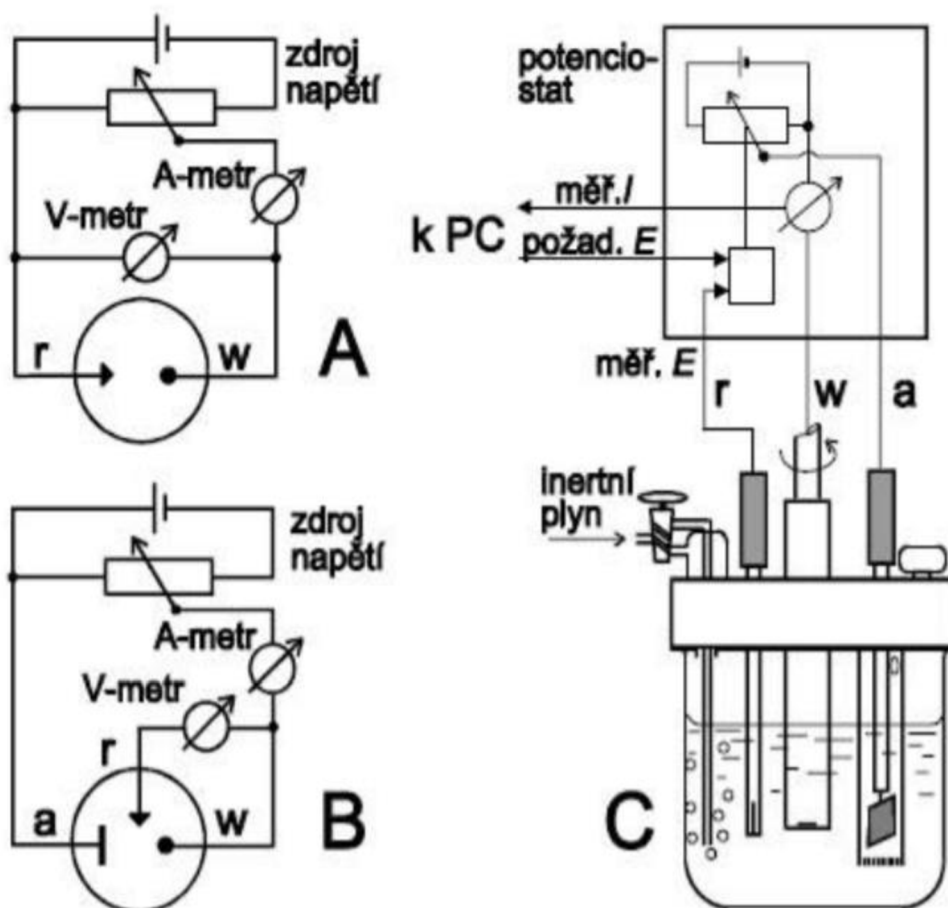 zdroj
napětí
A-metr
V-metr
r
w
A
zdroj
napětí
A-metr
V-metr
r
a
w
B
potencio-
stat
měř.I
k PC
požad. E
měř. E
r
w
a
inertní
plyn
C